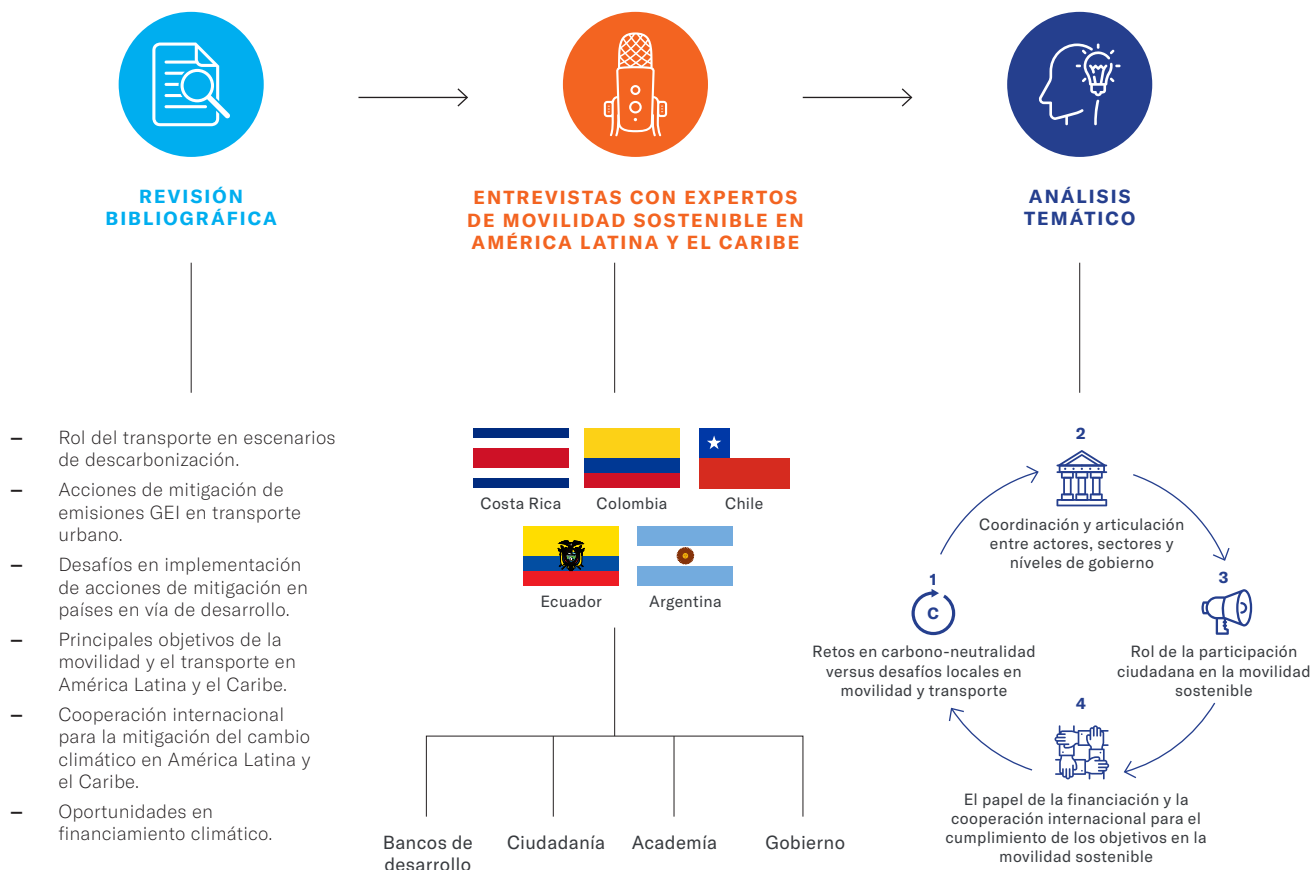 REVISIÓN
BIBLIOGRÁFICA
– Rol del transporte en escenarios
de descarbonización.
– Acciones de mitigación de
emisiones GEI en transporte
urbano.
– Desafíos en implementación
de acciones de mitigación en
países en vía de desarrollo.
– Principales objetivos de la
movilidad y el transporte en
América Latina y el Caribe.
– Cooperación internacional
para la mitigación del cambio
climático en América Latina y
el Caribe.
– Oportunidades en
financiamiento climático.
ENTREVISTAS CON EXPERTOS
DE MOVILIDAD SOSTENIBLE EN
AMÉRICA LATINA Y EL CARIBE
Costa Rica
Colombia
Chile
Ecuador
Argentina
Bancos de
desarrollo
Ciudadanía
Academía
Gobierno
ANÁLISIS
TEMÁTICO
1
C
Retos en carbono-neutralidad
versus desafíos locales en
movilidad y transporte
2
Coordinación y articulación
entre actores, sectores y
níveles de gobierno
3
Rol de la participación
ciudadana en la movilidad
sostenible
4
El papel de la financiación y la
cooperación internacional para el
cumplimiento de los objetivos en la
movilidad sostenible